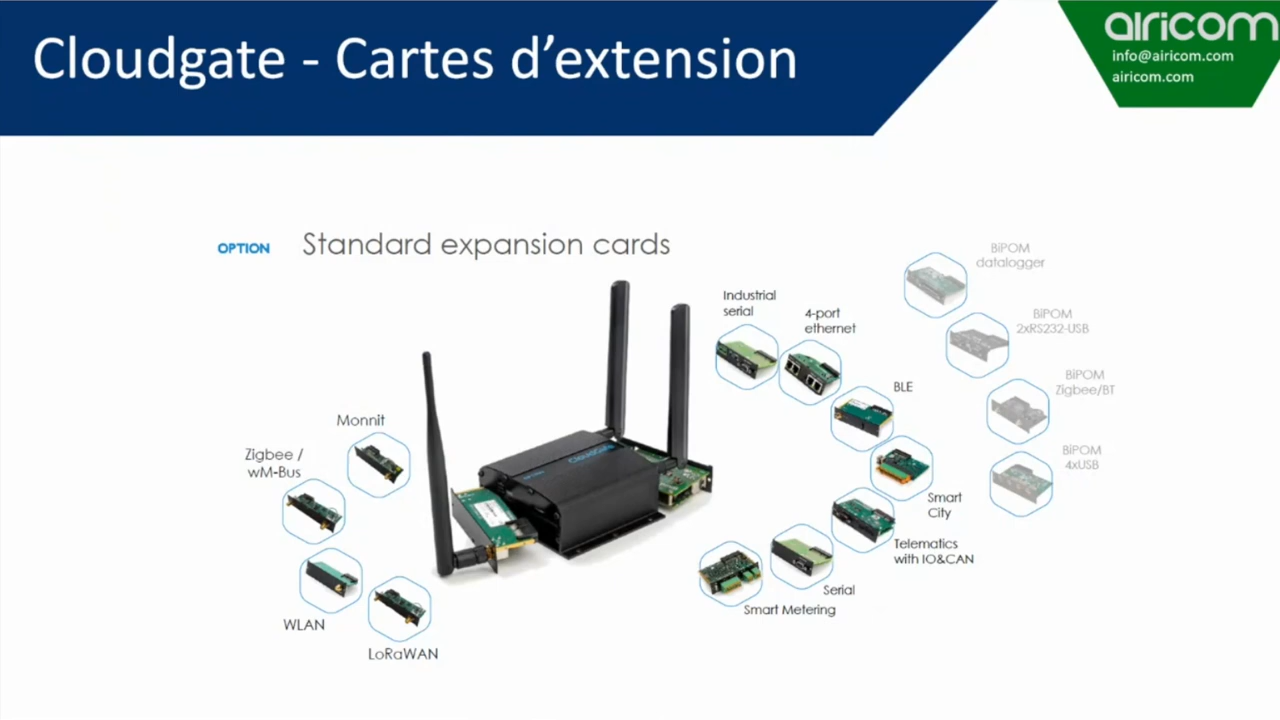 Cloudgate - Cartes d'extension
airicom
info@airicom.com
airicom.com
OPTION
Standard expansion cards
BiPOM
datalogger
Industrial
serial
4-port
ethernet
BiPOM
2xRS232-USB
BiPOM
Zigbee/BT
BLE
Monnit
Zigbee /
wM-Bus
CloudGate
BiPOM
4xUSB
Smart
City
Telematics
with IO&CAN
Serial
Smart Metering
WLAN
LoRaWAN